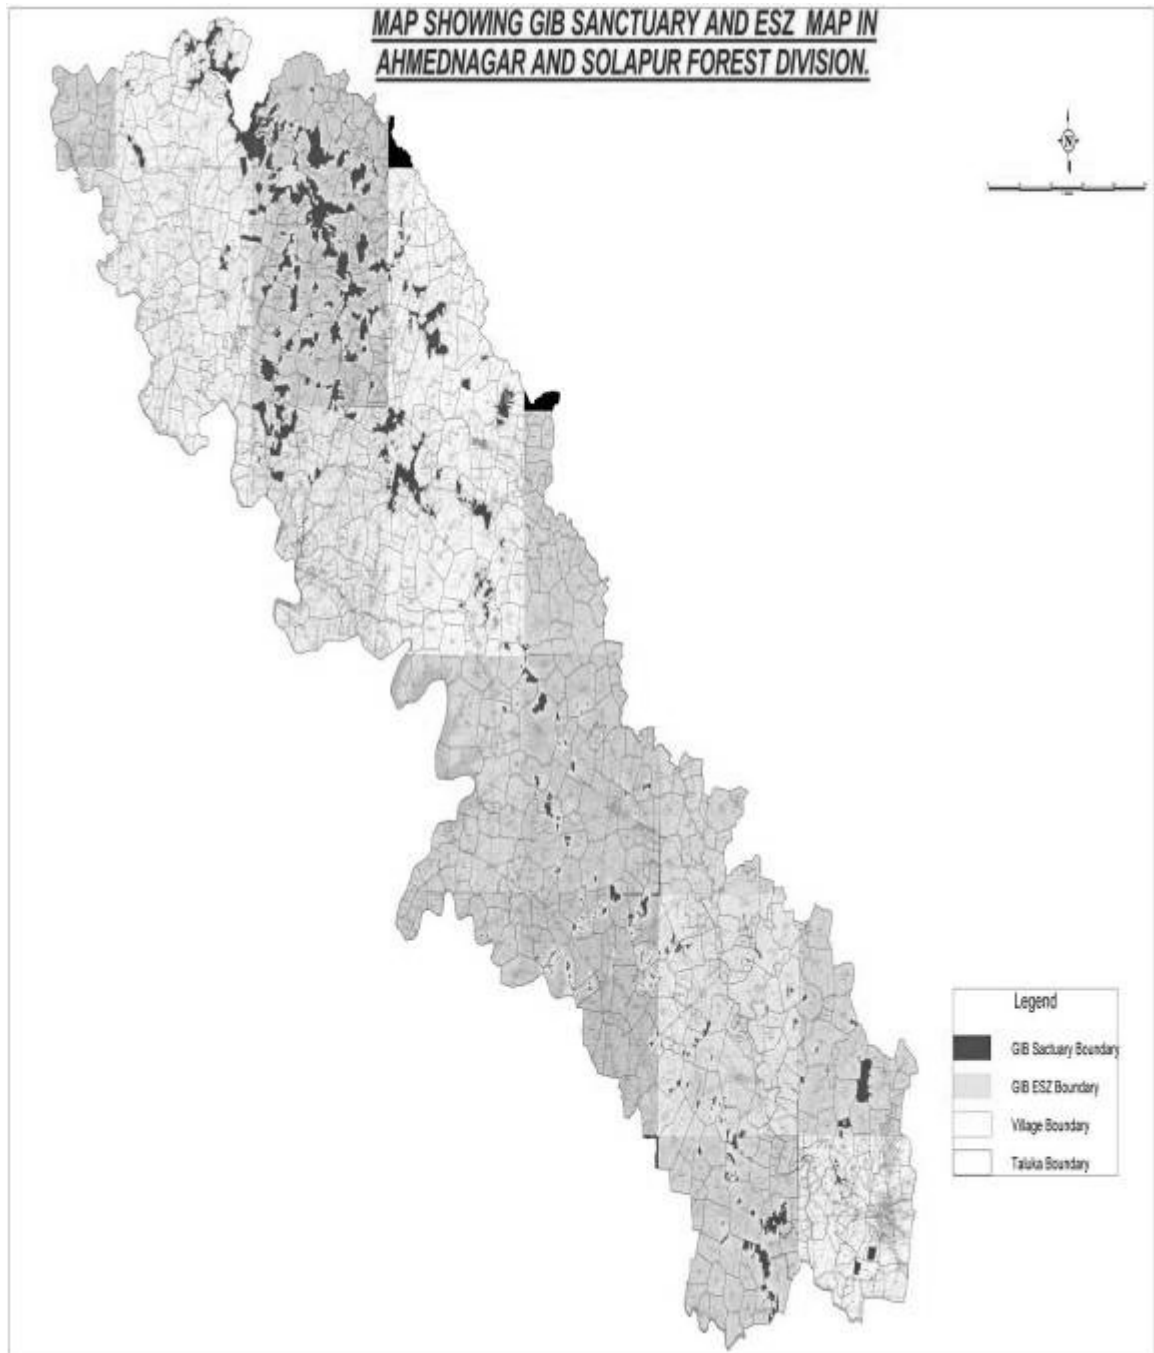 MAP SHOWING GIB SANCTUARY AND ESZ MAP IN
AHMEDNAGAR AND SOLAPUR FOREST DIVISION.
N
Legend
GIB Sactuary Boundary
GIB ESZ Boundary
Village Boundary
Taluka Boundary